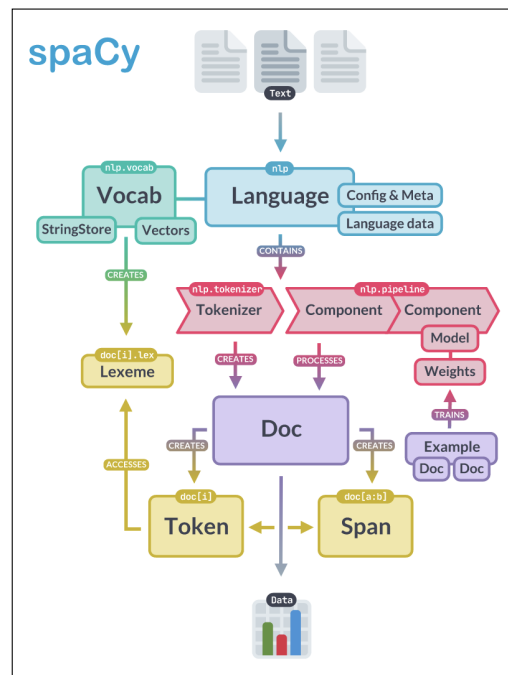 spaCy
Text
nlp.vocab
nlp
Vocab
Language
Config & Meta
StringStore
Vectors
Language data
CONTAINS
CREATES
nlp.tokenizer
nlp.pipeline
Tokenizer
Component
Component
Model
doc[i].lex
CREATES
PROCESSES
Lexeme
Weights
TRAINS
Doc
CREATES
CREATES
Example
ACCESSES
Doc
Doc
doc[i]
doc[a:b]
Token
Span
Data